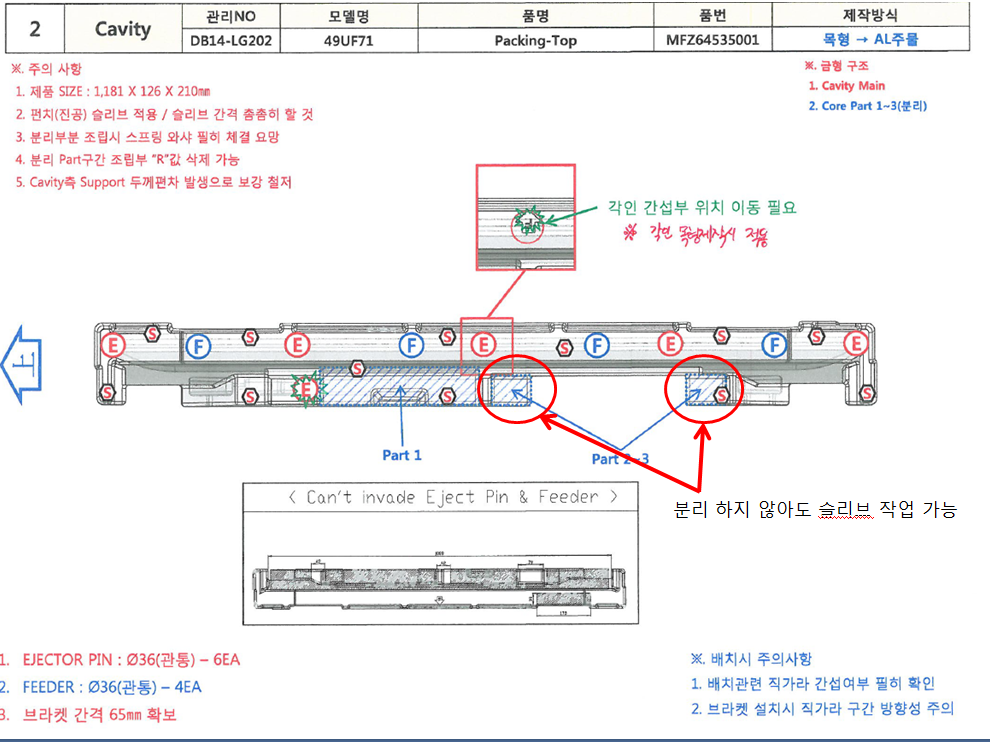 2
Cavity
관리NO 모델명 품명 품번 제작방식
DB14-LG202 49UF71 Packing-Top MFZ64535001 목형 → AL주물
※. 주의 사항
1. 제품 SIZE : 1,181 X 126 X 210㎜
2. 펀치(진공) 슬리브 적용 / 슬리브 간격 촘촘히 할 것
3. 분리부분 조립시 스프링 와샤 필히 체결 요망
4. 분리 Part구간 조립부 "R"값 삭제 가능
5. Cavity측 Support 두께편차 발생으로 보강 철저
※. 금형 구조
1. Cavity Main
2. Core Part 1~3(분리)
각인 간섭부 위치 이동 필요
※ 각인 목형제작시 적용
上
E S F S E F S E S F E S F S E
S S E S S S S
Part 1
Part 2~3
분리 하지 않아도 슬리브 작업 가능
< Can't invade Eject Pin & Feeder >
1. EJECTOR PIN : Ø36(관통) – 6EA
2. FEEDER : Ø36(관통) – 4EA
3. 브라켓 간격 65㎜ 확보
※. 배치시 주의사항
1. 배치관련 직가라 간섭여부 필히 확인
2. 브라켓 설치시 직가라 구간 방향성 주의